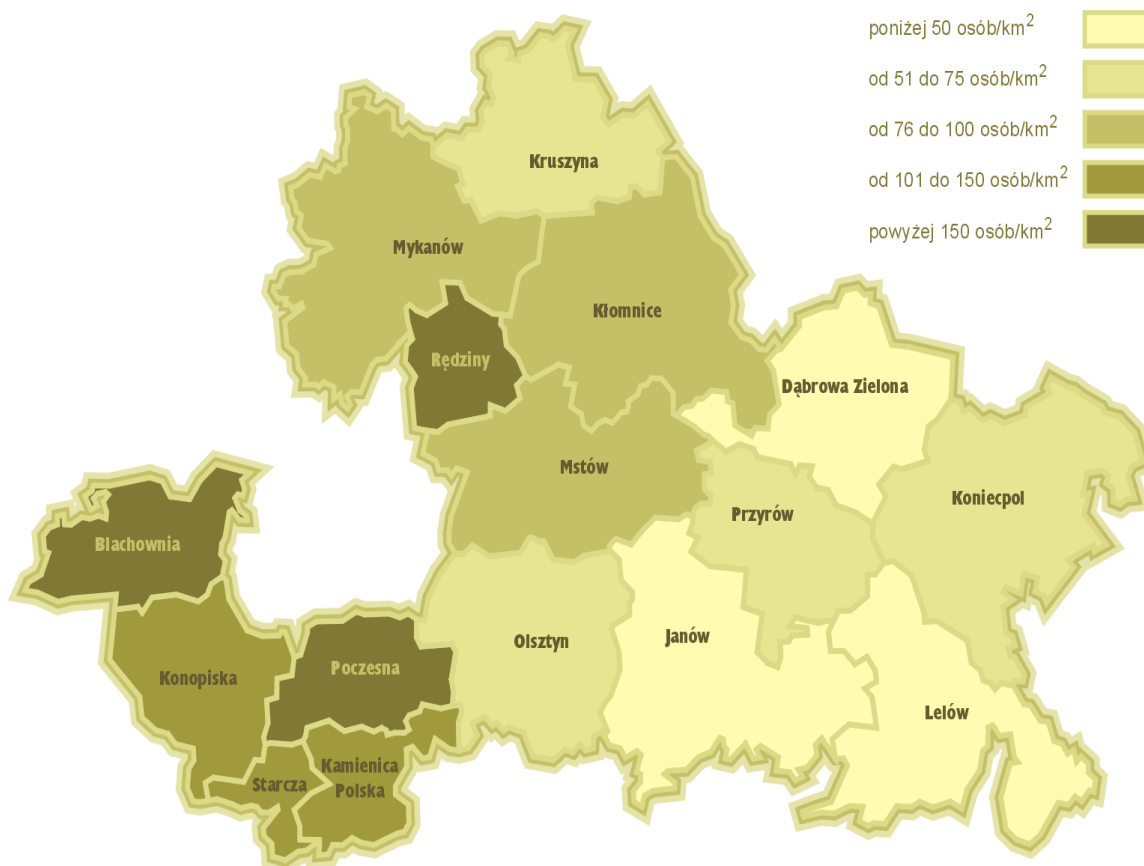 poniżej 50 osób/km²
od 51 do 75 osób/km²
od 76 do 100 osób/km²
od 101 do 150 osób/km²
powyżej 150 osób/km²
Kruszyna
Mykanów
Kłomnice
Rędziny
Dąbrowa Zielona
Mstów
Koniecpol
Przyrów
Blachownia
Olsztyn
Janów
Poczesna
Konopiska
Lelów
Kamienica
Polska
Starcza